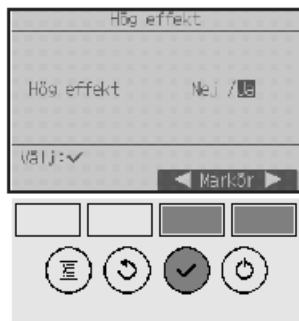 Hög effekt
Hög effekt Nej /Ja
Välj:✓
◀ Markör ▶